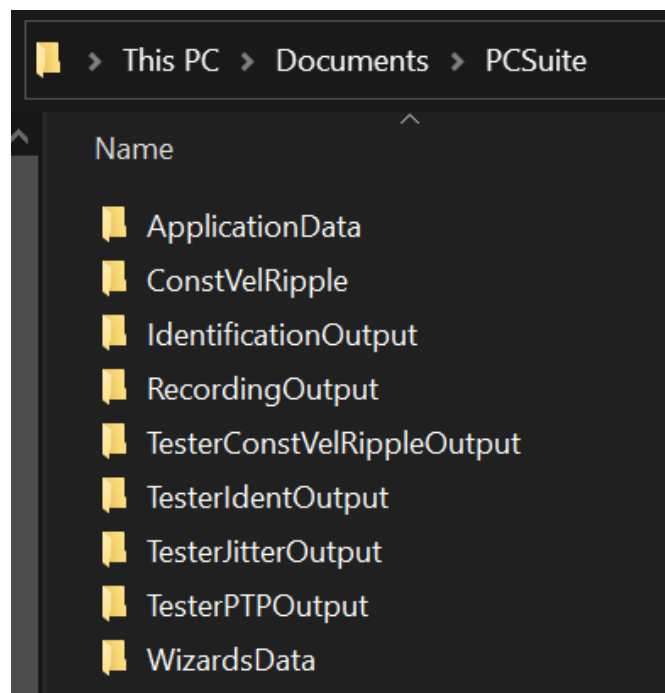 This PC > Documents > PCSuite
Name
ApplicationData
ConstVelRipple
IdentificationOutput
RecordingOutput
TesterConstVelRippleOutput
TesterIdentOutput
TesterJitterOutput
TesterPTPOutput
WizardsData